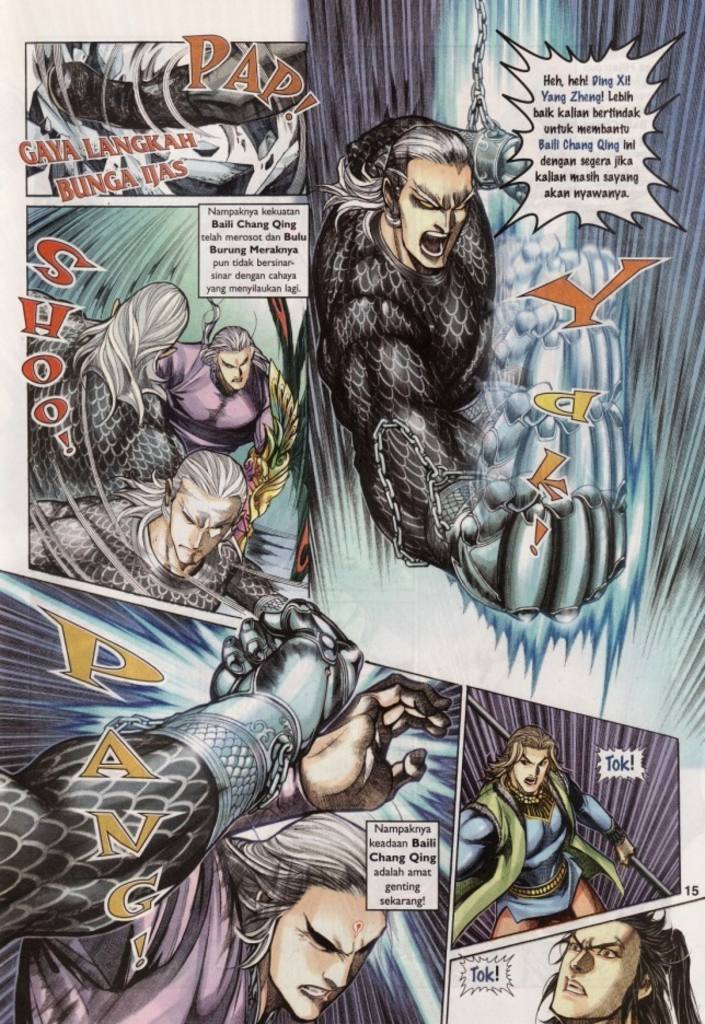 PAP!
GAYA LANGKAH
BUNGA IJAS
Heh, heh! Ding Xi!
Yang Zheng! Lebih
baik kalian bertindak
untuk membantu
Baili Chang Qing ini
dengan segera jika
kalian masih sayang
akan nyawanya.
Nampaknya kekuatan
Baili Chang Qing
telah merosot dan Bulu
Burung Meraknya
pun tidak bersinar-
sinar dengan cahaya
yang menyilaukan lagi.
SHOO!
YAK!
PANG!
Nampaknya
keadaan Baili
Chang Qing
adalah amat
genting
sekarang!
Tok!
15
Tok!